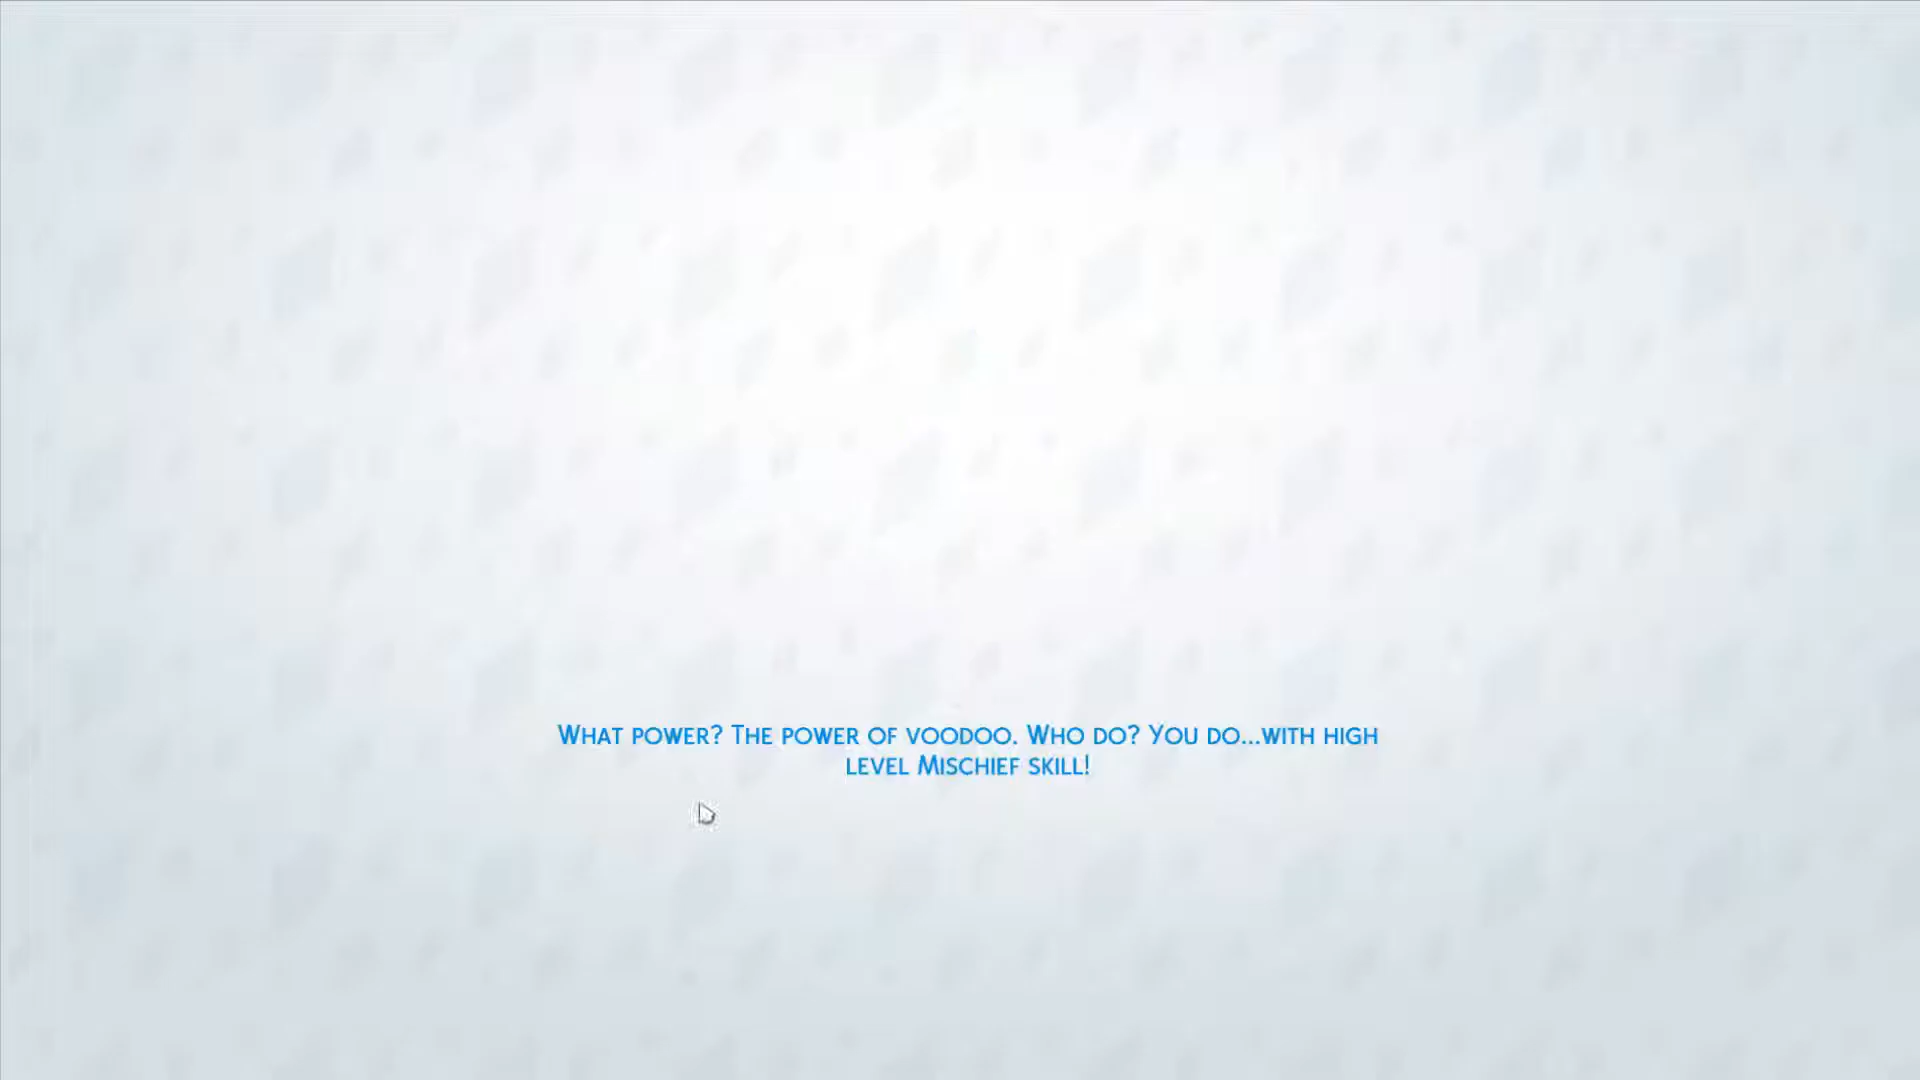 What power? The power of voodoo. Who do? You do...with high
level Mischief skill!